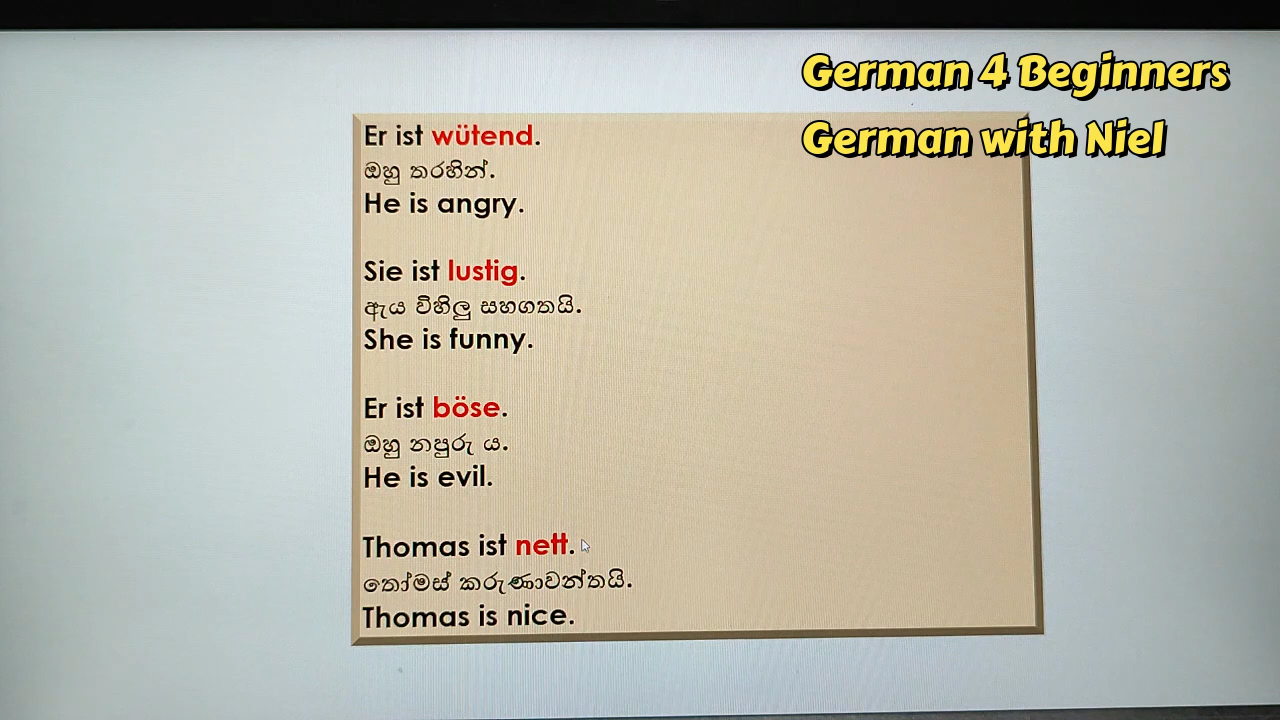 German 4 Beginners
German with Niel
Er ist wütend.
ඔහු තරහින්.
He is angry.
Sie ist lustig.
ඇය විහිලු සහගතයි.
She is funny.
Er ist böse.
ඔහු නපුරු ය.
He is evil.
Thomas ist nett.
තෝමස් කරුණාවන්තයි.
Thomas is nice.